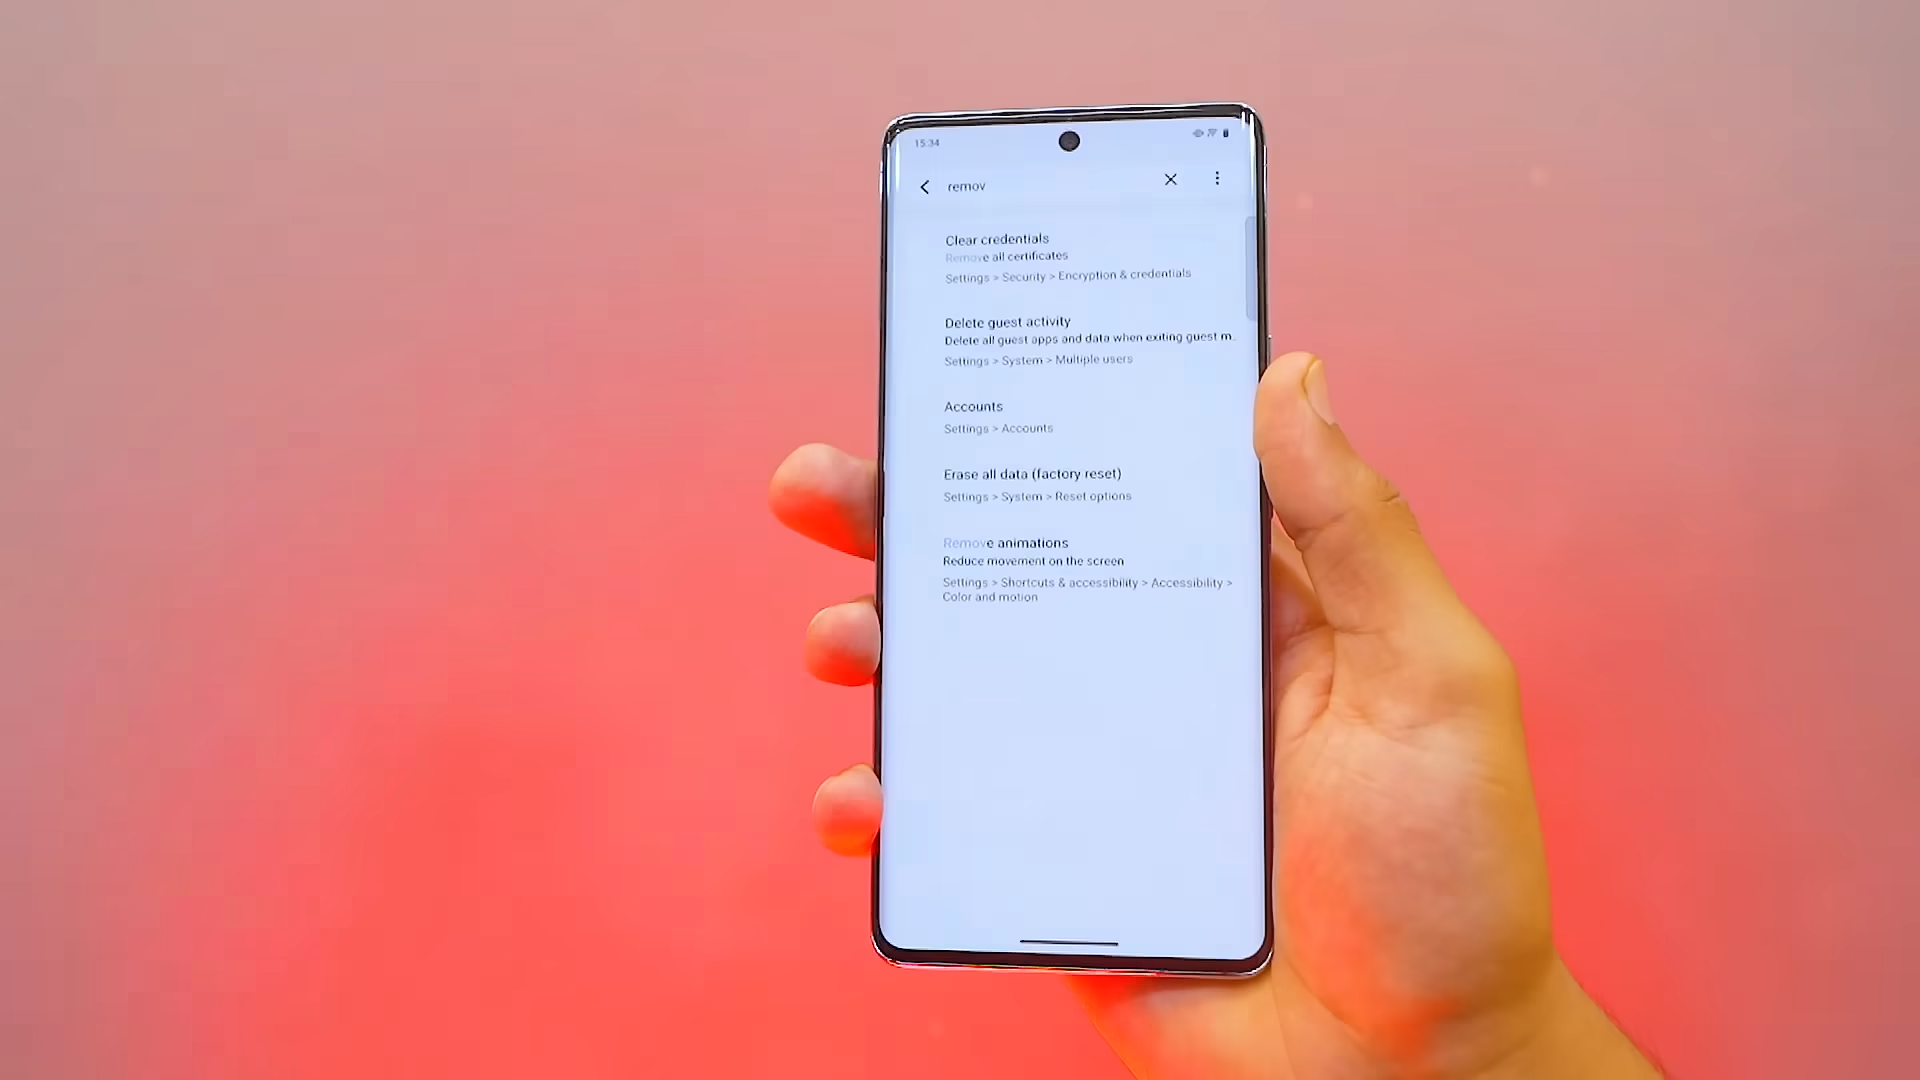 15:34
remov
Clear credentials
Remove all certificates
Settings > Security > Encryption & credentials
Delete guest activity
Delete all guest apps and data when exiting guest m..
Settings > System > Multiple users
Accounts
Settings > Accounts
Erase all data (factory reset)
Settings > System > Reset options
Remove animations
Reduce movement on the screen
Settings > Shortcuts & accessibility > Accessibility >
Color and motion